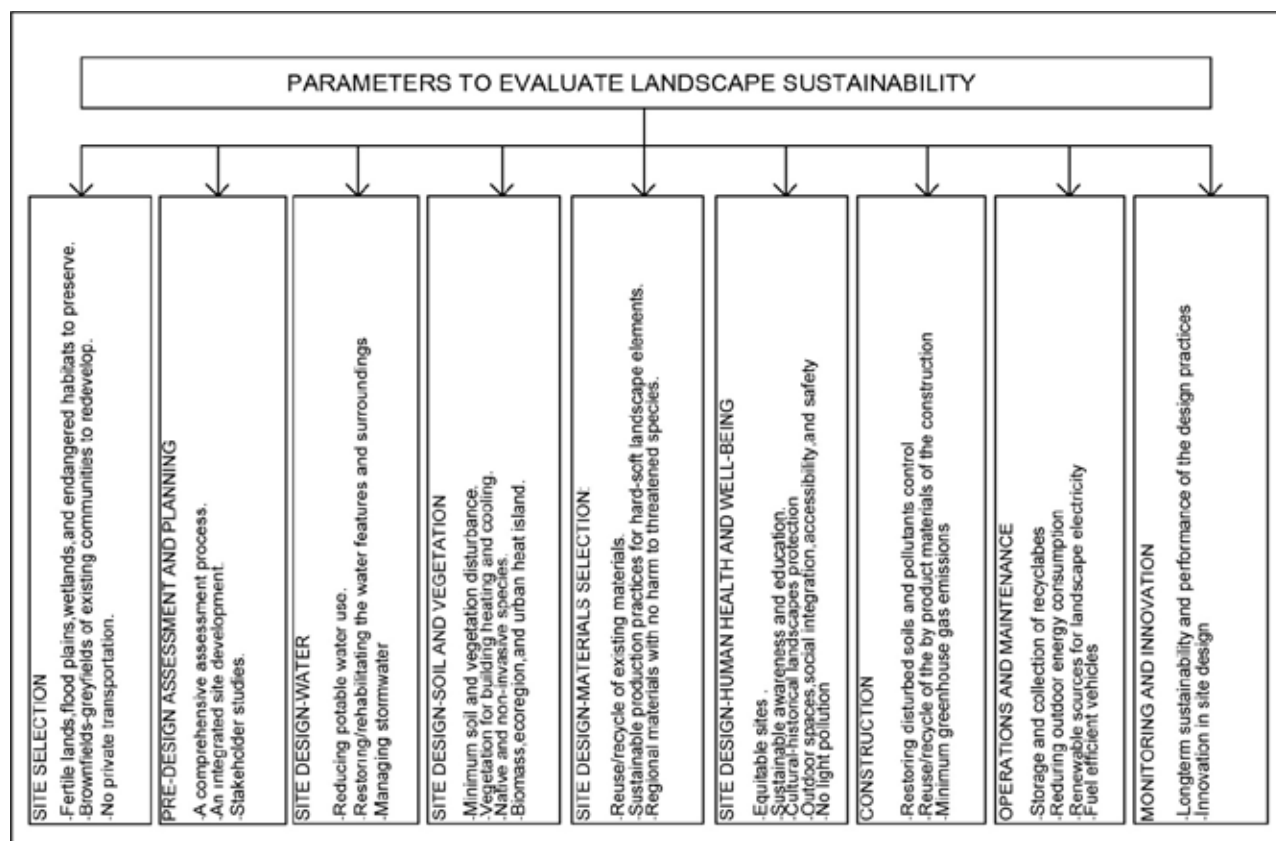 PARAMETERS TO EVALUATE LANDSCAPE SUSTAINABILITY
SITE SELECTION
-Fertile lands,flood plains,wetlands,and endangered habitats to preserve.
-Brownfields-greyfields of existing communities to redevelop.
-No private transportation.
PRE-DESIGN ASSESSMENT AND PLANNING
-A comprehensive assessment process.
-An integrated site development.
-Stakeholder studies.
SITE DESIGN-WATER
-Reducing potable water use.
-Restoring/rehabilitating the water features and surroundings
-Managing stormwater
SITE DESIGN-SOIL AND VEGETATION
-Minimum soil and vegetation disturbance.
-Vegetation for building heating and cooling.
-Native and non-invasive species.
-Biomass,ecoregion,and urban heat island.
SITE DESIGN-MATERIALS SELECTION:
-Reuse/recycle of existing materials.
-Sustainable production practices for hard-soft landscape elements.
-Regional materials with no harm to threatened species.
SITE DESIGN-HUMAN HEALTH AND WELL-BEING
-Equitable sites .
-Sustainable awareness and education.
-Cultural-historical landscapes protection
-Outdoor spaces,social integration,accessibility,and safety
-No light pollution
CONSTRUCTION
-Restoring disturbed soils and pollutants control
-Reuse/recycle of the by product materials of the construction
-Minimum greenhouse gas emissions
OPERATIONS AND MAINTENANCE
-Storage and collection of recyclabes
-Reduring outdoor energy consumption
-Renewable sources for landscape electricity
-Fuel efficient vehicles
MONITORING AND INNOVATION
-Longterm sustainability and performance of the design practices
-Innovation in site design